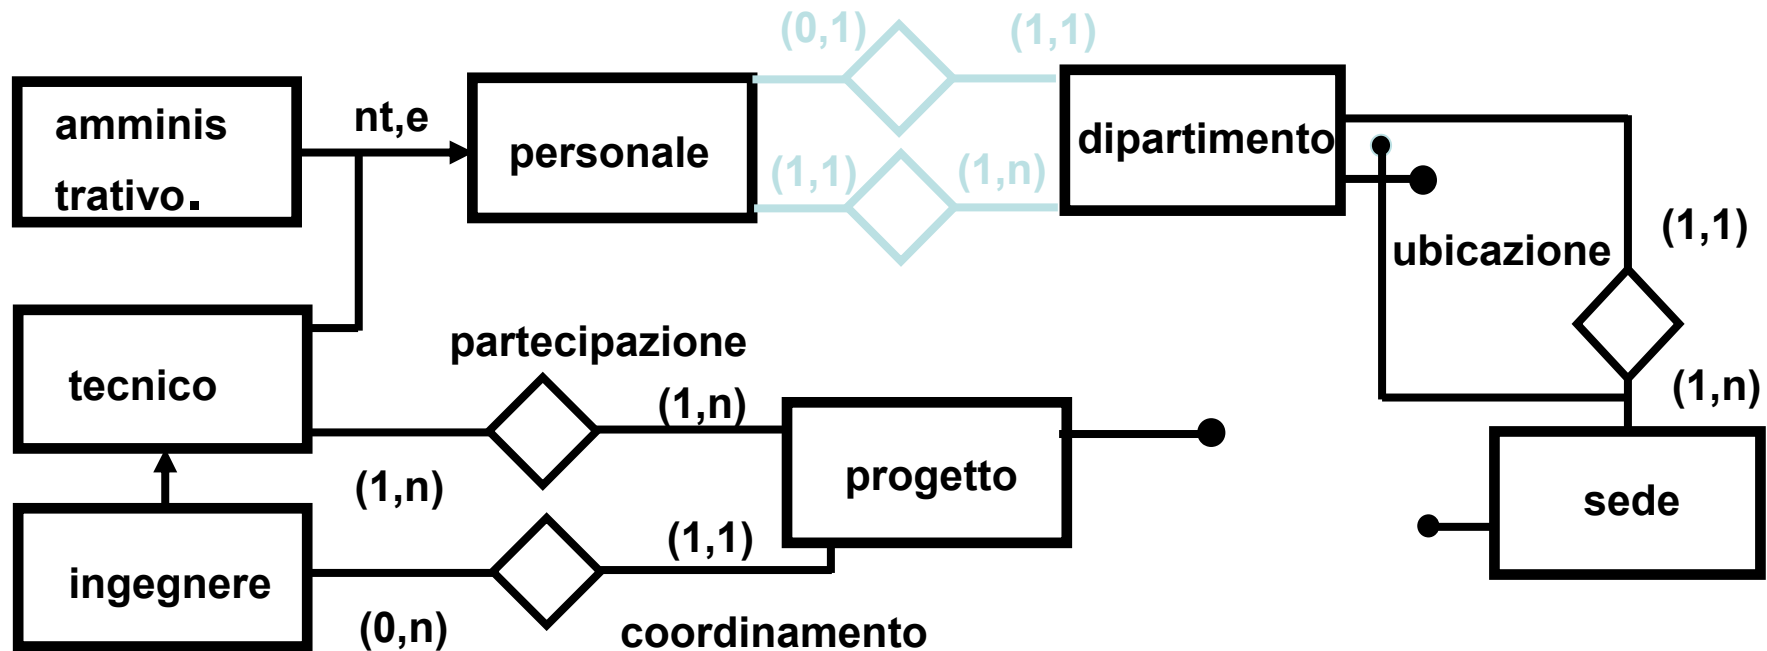 (0,1)
(1,1)
amminis
trativo.
nt,e
personale
(1,1)
(1,n)
dipartimento
ubicazione
(1,1)
(1,n)
sede
tecnico
partecipazione
(1,n)
(1,n)
progetto
ingegnere
(0,n)
(1,1)
coordinamento